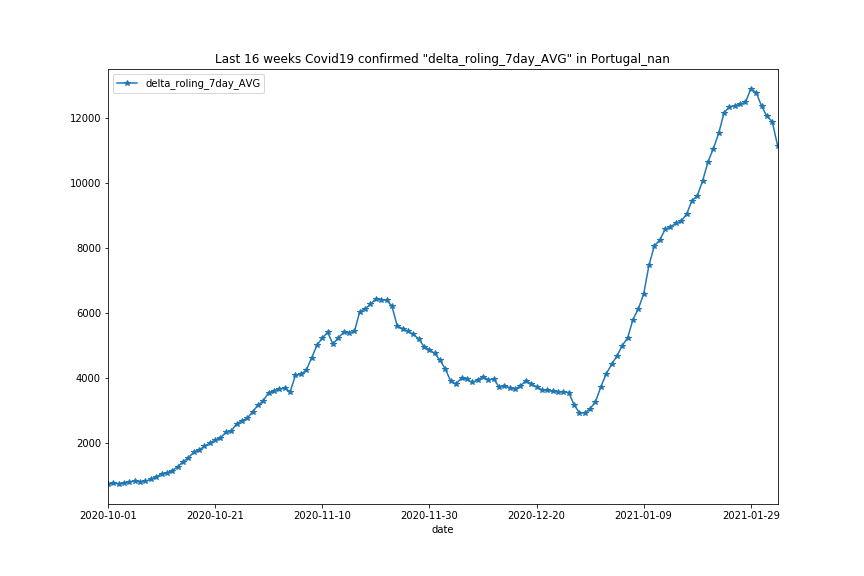 Last 16 weeks Covid19 confirmed "delta_roling_7day_AVG" in Portugal_nan
delta_roling_7day_AVG
12000
10000
8000
6000
4000
2000
2020-10-01 2020-10-21 2020-11-10 2020-11-30 2020-12-20 2021-01-09 2021-01-29
date